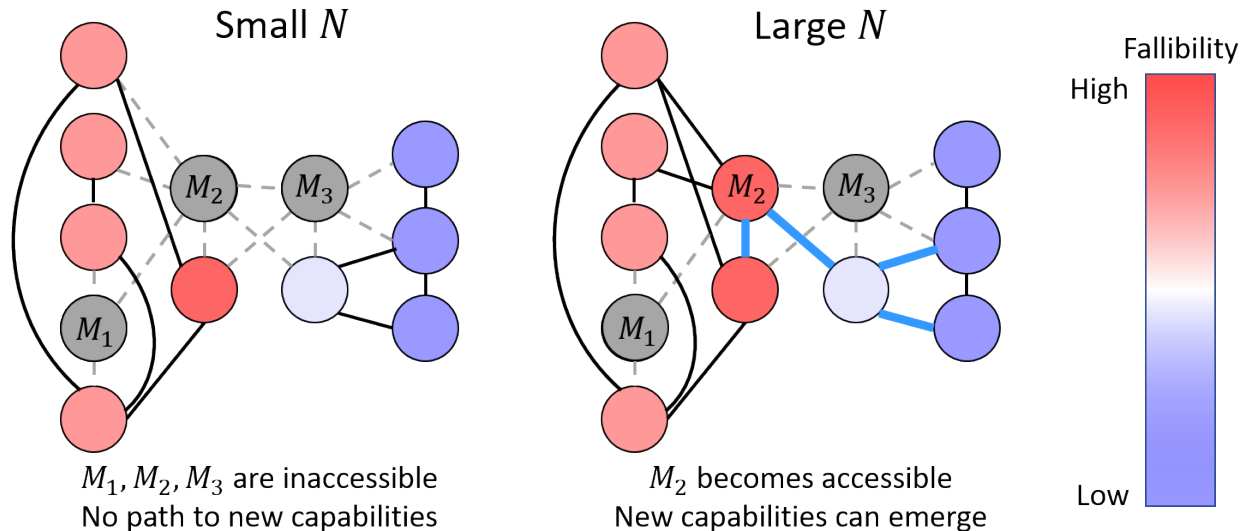 Small N
M₂
M₃
M₁
M₁, M₂, M₃ are inaccessible
No path to new capabilities
Large N
M₂
M₃
M₁
M₂ becomes accessible
New capabilities can emerge
Fallibility
High
Low